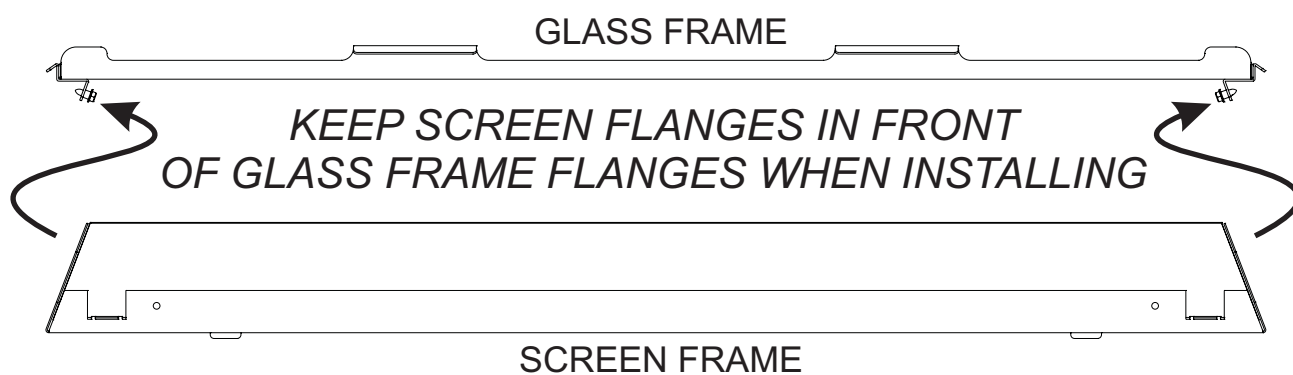 GLASS FRAME
KEEP SCREEN FLANGES IN FRONT
OF GLASS FRAME FLANGES WHEN INSTALLING
SCREEN FRAME